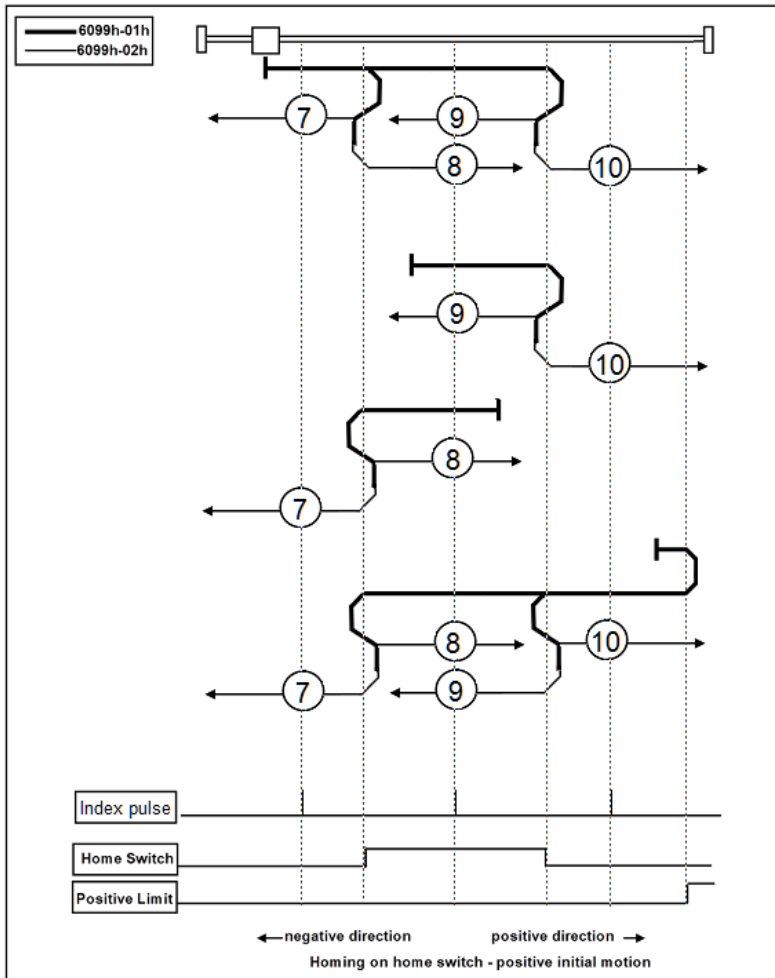 6099h-01h
6099h-02h
7
9
8
10
9
10
8
7
8
10
7
9
Index pulse
Home Switch
Positive Limit
negative direction
positive direction
Homing on home switch - positive initial motion